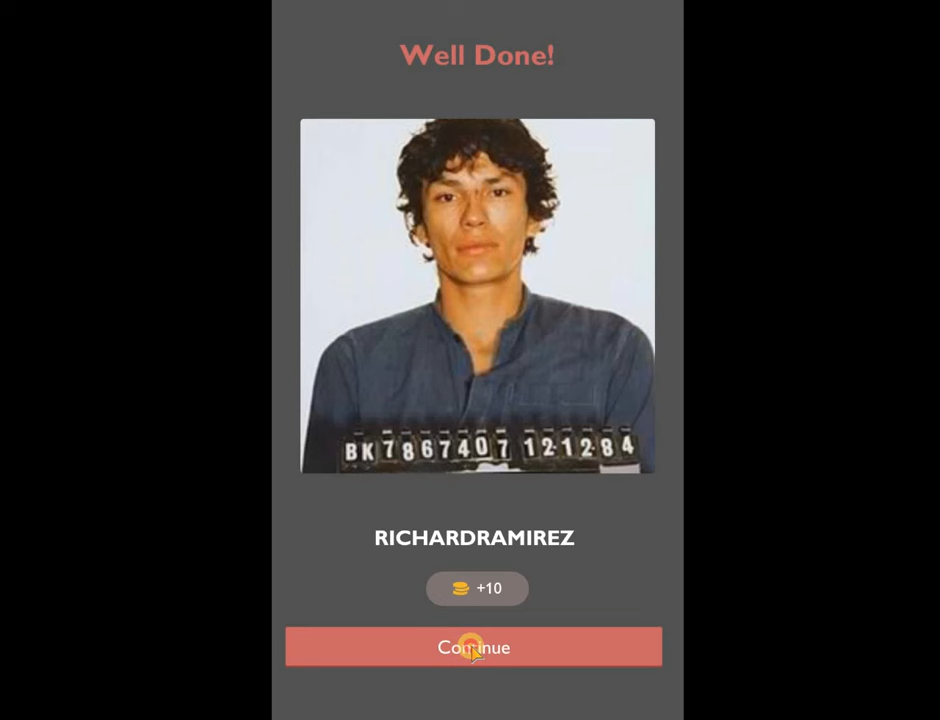 Well Done!
BK 7867407 121284
RICHARDRAMIREZ
+10
Continue